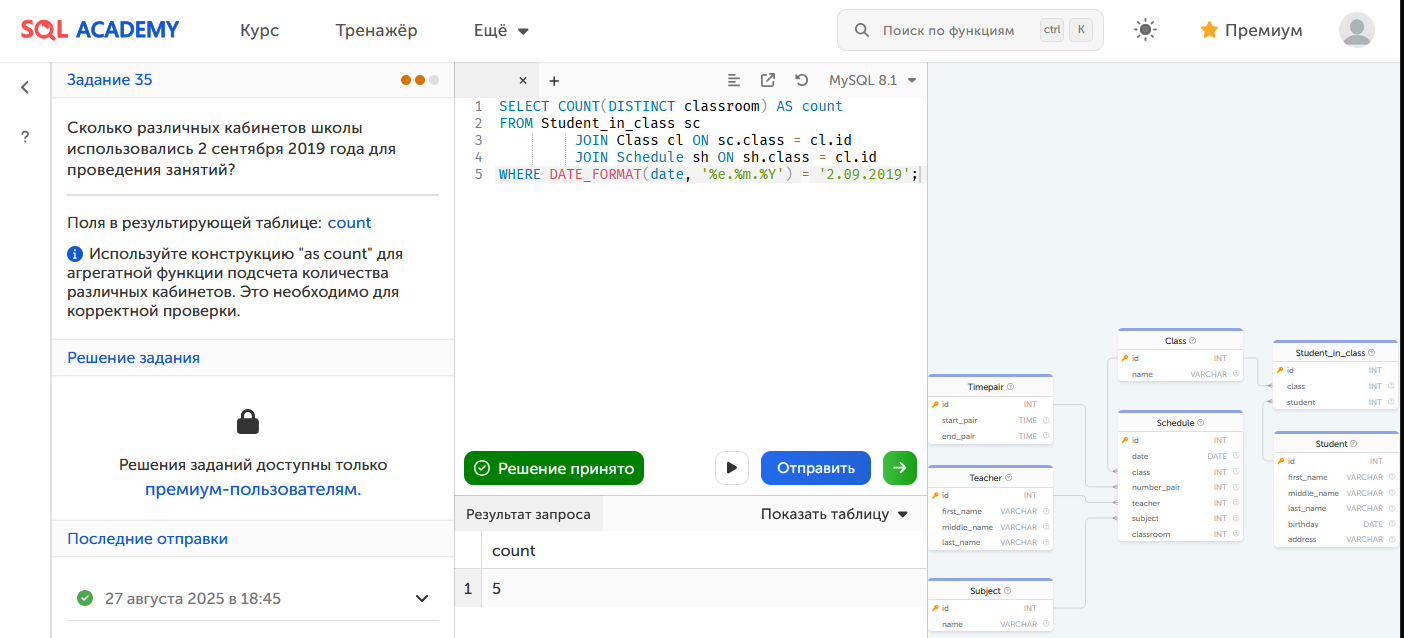 SQL ACADEMY
Курс
Тренажёр
Ещё
Поиск по функциям
ctrl
K
Премиум
Задание 35
Сколько различных кабинетов школы
использовались 2 сентября 2019 года для
проведения занятий?
Поля в результирующей таблице: count
Используйте конструкцию "as count" для
агрегатной функции подсчета количества
различных кабинетов. Это необходимо для
корректной проверки.
Решение задания
Решения заданий доступны только
премиум-пользователям.
Последние отправки
27 августа 2025 в 18:45
MySQL 8.1
1 SELECT COUNT(DISTINCT classroom) AS count
2 FROM Student_in_class sc
3 JOIN Class cl ON sc.class = cl.id
4 JOIN Schedule sh ON sh.class = cl.id
5 WHERE DATE_FORMAT(date, '%e.%m.%Y') = '2.09.2019';
Решение принято
Отправить
Результат запроса
Показать таблицу
count
1 5
Timepair
id INT
start_pair TIME
end_pair TIME
Teacher
id INT
first_name VARCHAR
middle_name VARCHAR
last_name VARCHAR
Subject
id INT
name VARCHAR
Class
id INT
name VARCHAR
Schedule
id INT
date DATE
class INT
number_pair INT
teacher INT
subject INT
classroom INT
Student_in_class
id INT
class INT
student INT
Student
id INT
first_name VARCHAR
middle_name VARCHAR
last_name VARCHAR
birthday DATE
address VARCHAR